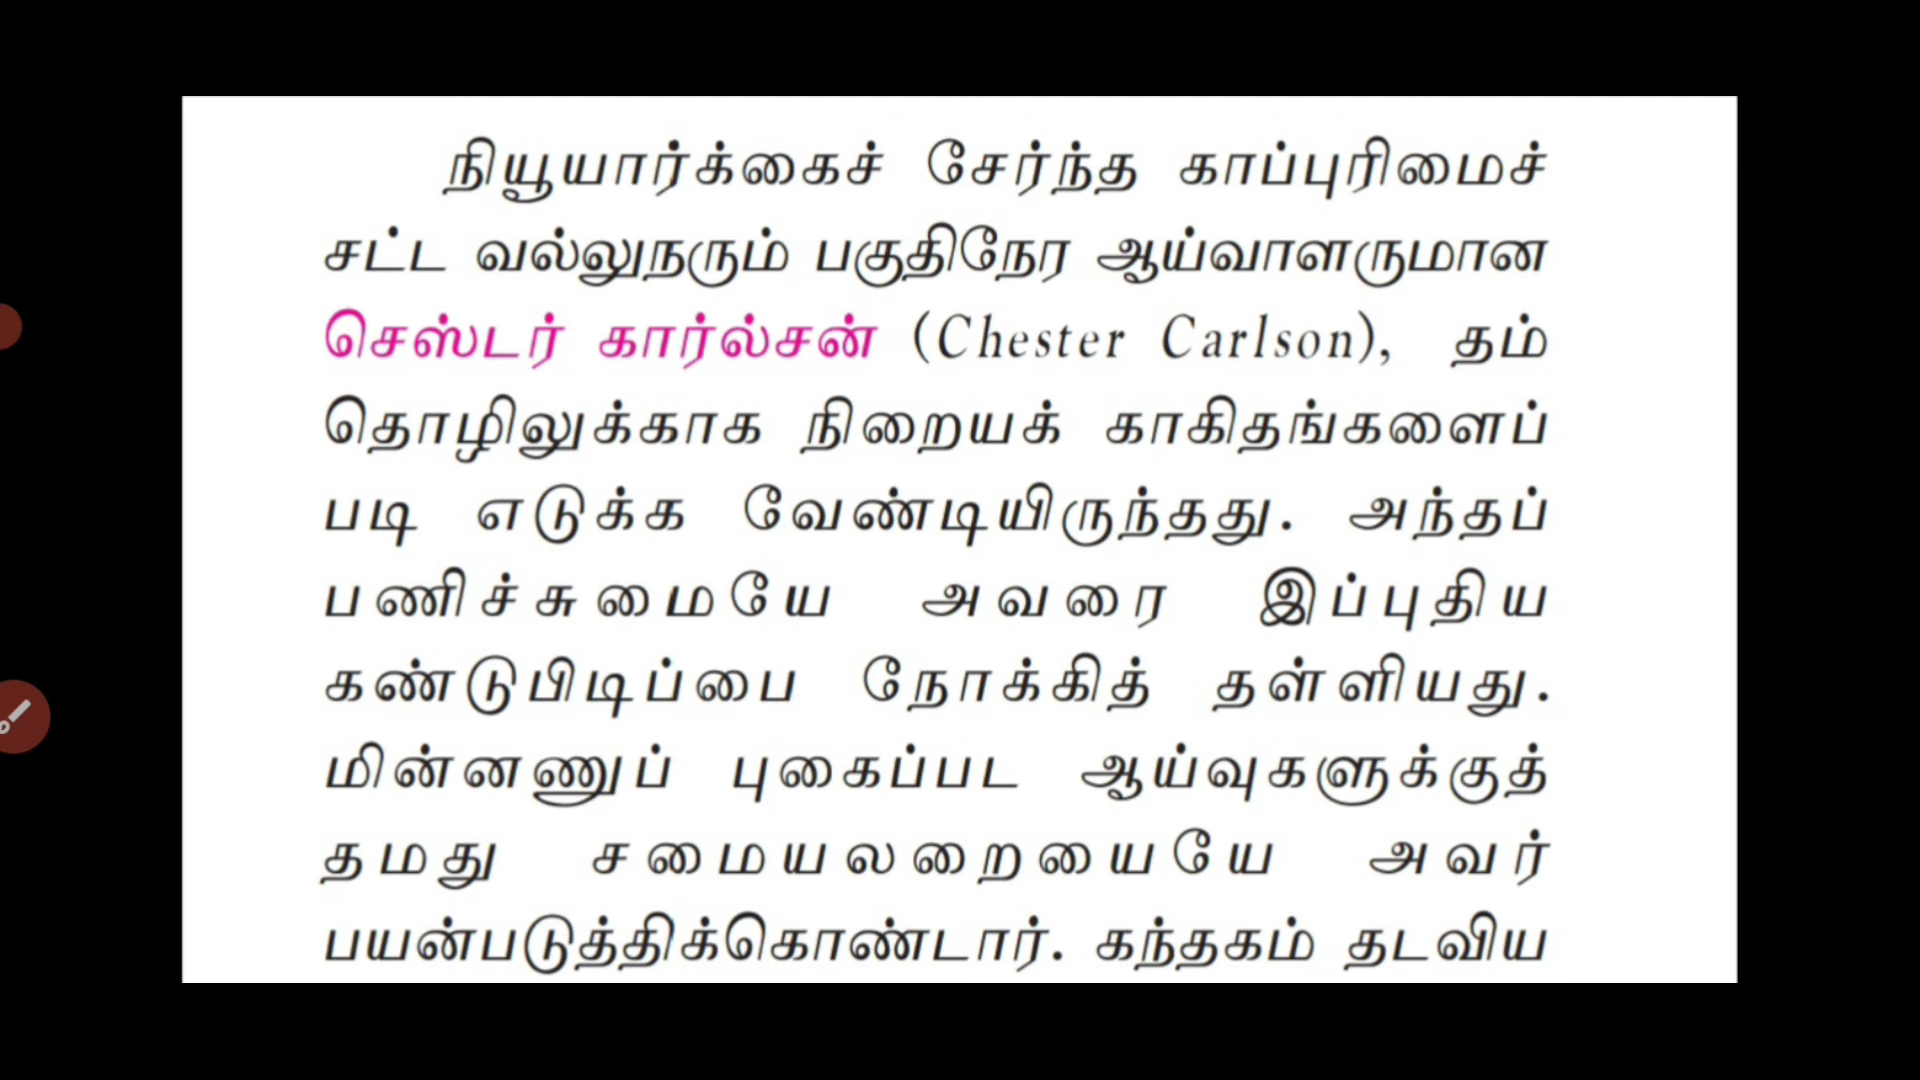 நியூயார்க்கைச் சேர்ந்த காப்புரிமைச்
சட்ட வல்லுநரும் பகுதிநேர ஆய்வாளருமான
செஸ்டர் கார்ல்சன் (Chester Carlson), தம்
தொழிலுக்காக நிறையக் காகிதங்களைப்
படி எடுக்க வேண்டியிருந்தது. அந்தப்
பணிச்சுமையே அவரை இப்புதிய
கண்டுபிடிப்பை நோக்கித் தள்ளியது.
மின்னணுப் புகைப்பட ஆய்வுகளுக்குத்
தமது சமையலறையையே அவர்
பயன்படுத்திக்கொண்டார். கந்தகம் தடவிய